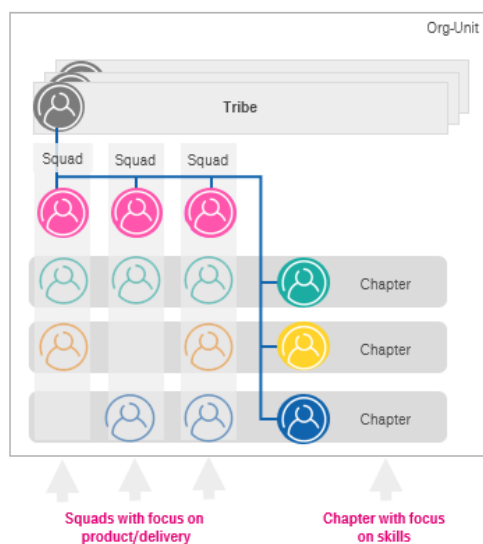 Org-Unit
Tribe
Squad Squad Squad
Chapter
Chapter
Chapter
Squads with focus on
product/delivery
Chapter with focus
on skills